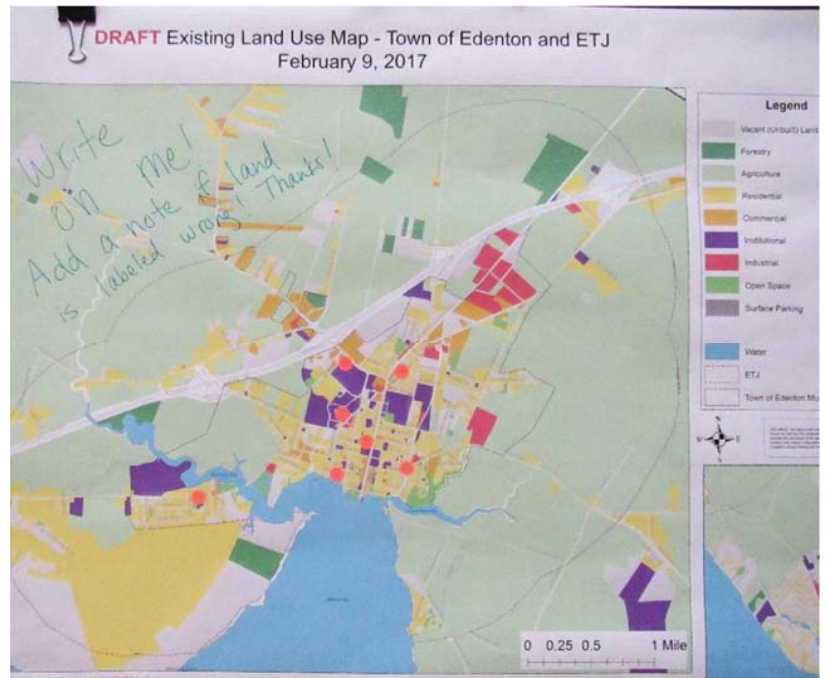 DRAFT Existing Land Use Map - Town of Edenton and ETJ
February 9, 2017
Write
on me!
Add a note if land
is labeled wrong! Thanks!
Legend
Vacant (Unbuilt) Land
Forestry
Agriculture
Residential
Commercial
Institutional
Industrial
Open Space
Surface Parking
Water
ETJ
Town of Edenton Mu
W E
0 0.25 0.5 1 Mile